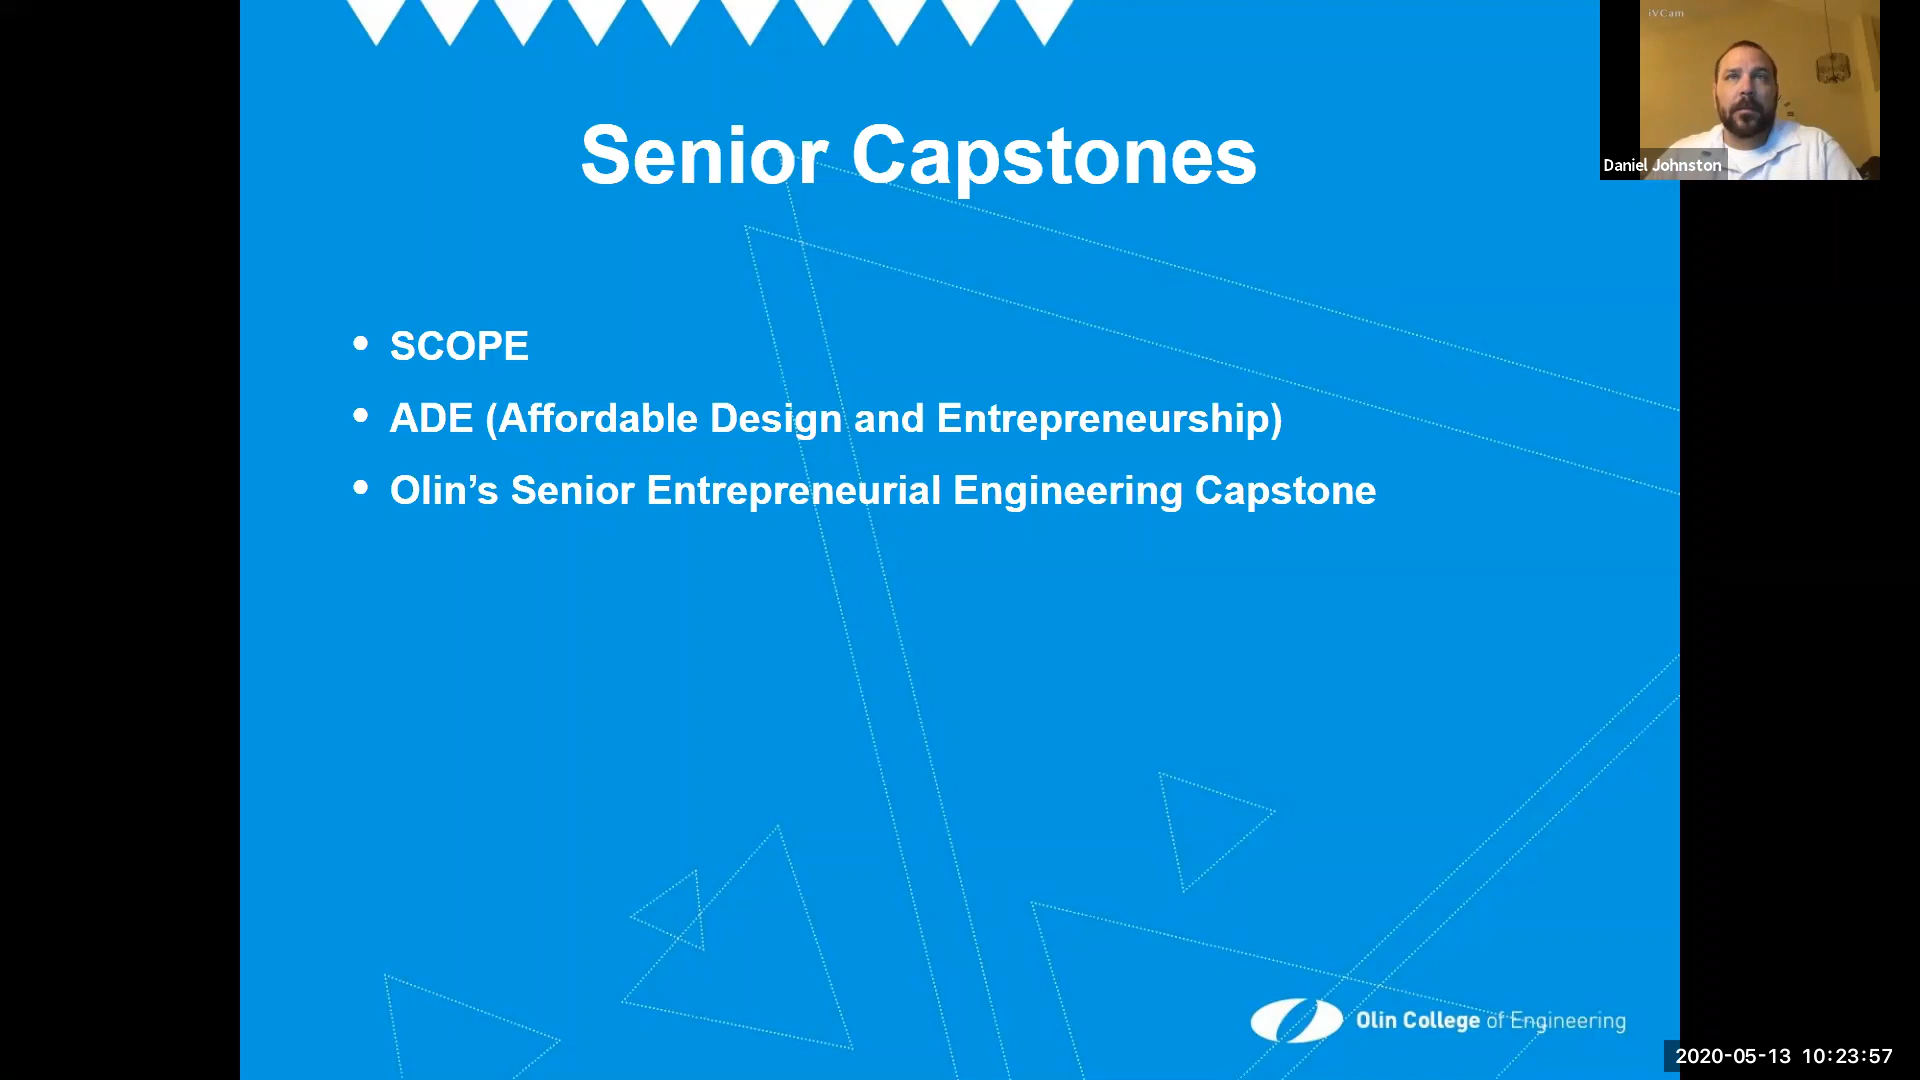 iVCam
Daniel Johnston
Senior Capstones
• SCOPE
• ADE (Affordable Design and Entrepreneurship)
• Olin’s Senior Entrepreneurial Engineering Capstone
Olin College of Engineering
2020-05-13 10:23:57